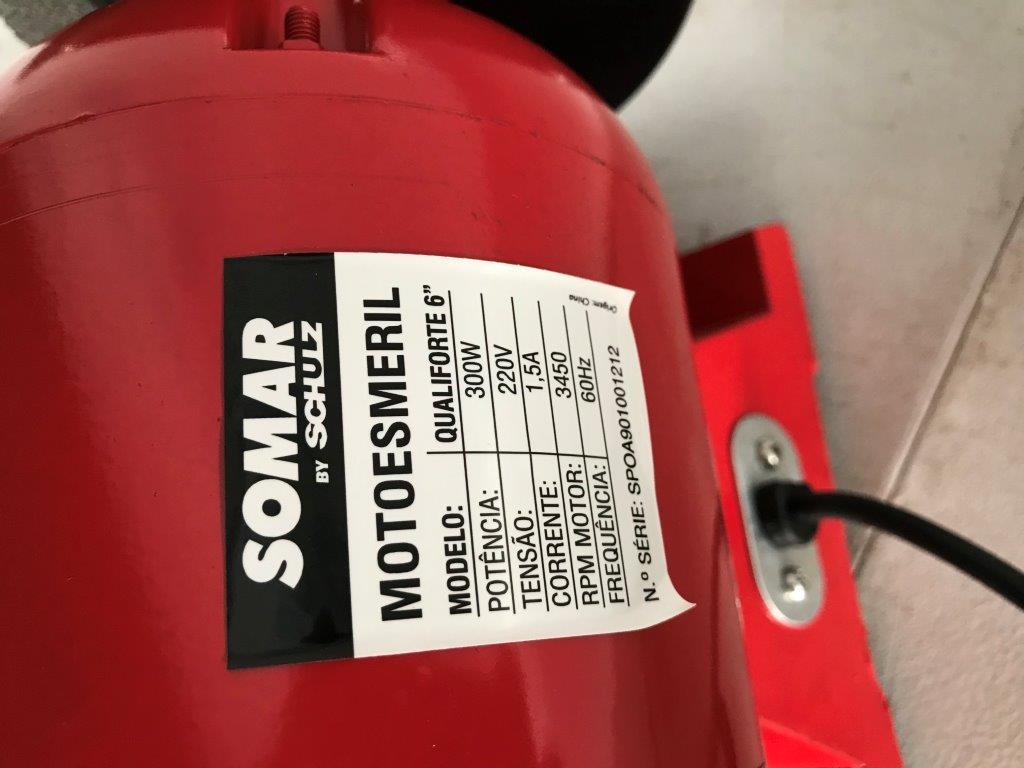 SOMAR
BY SCHULZ
MOTOESMERIL
MODELO: QUALIFORTE 6”
POTÊNCIA: 300W
TENSÃO: 220V
CORRENTE: 1,5A
RPM MOTOR: 3450
FREQUÊNCIA: 60Hz
N.º SÉRIE: SPOA901001212
Origem: China